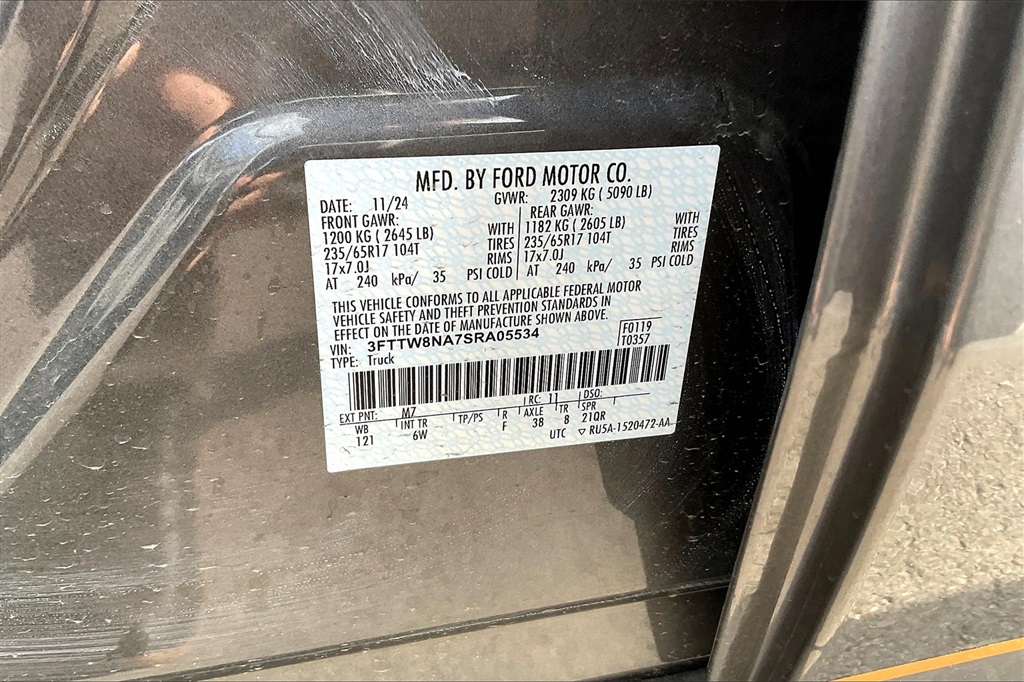 MFD. BY FORD MOTOR CO.
DATE: 11/24 GVWR: 2309 KG ( 5090 LB)
FRONT GAWR: REAR GAWR:
1200 KG ( 2645 LB) WITH 1182 KG ( 2605 LB) WITH
235/65R17 104T TIRES 235/65R17 104T TIRES
17x7.0J RIMS 17x7.0J RIMS
AT 240 kPa/ 35 PSI COLD AT 240 kPa/ 35 PSI COLD
THIS VEHICLE CONFORMS TO ALL APPLICABLE FEDERAL MOTOR
VEHICLE SAFETY AND THEFT PREVENTION STANDARDS IN
EFFECT ON THE DATE OF MANUFACTURE SHOWN ABOVE.
VIN: 3FTTW8NA7SRA05534 F0119
TYPE: Truck T0357
EXT PNT: M7 RC: 11 DSO:
WB INT TR TP/PS R AXLE TR SPR
121 6W F 38 8 21QR
UTC ▽ RU5A-1520472-AA